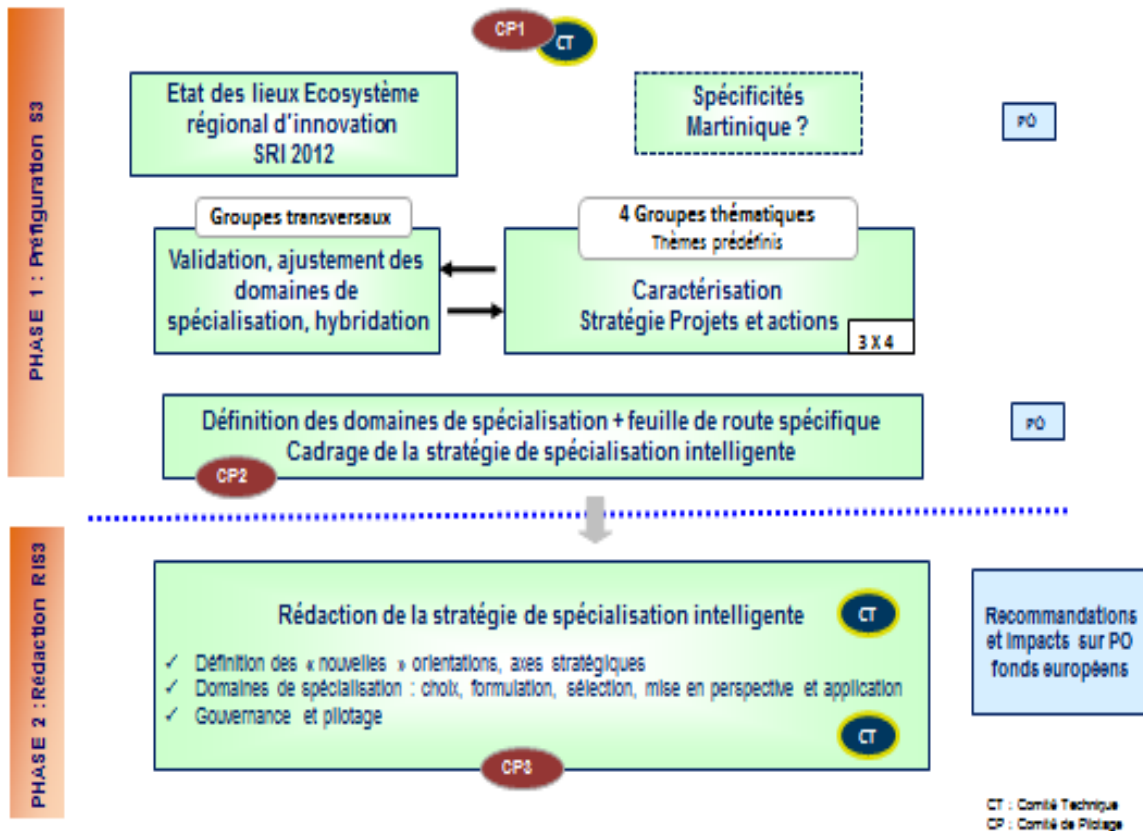 PHASE 1 : Préfiguration S3
CP1
CT
Etat des lieux Ecosystème
régional d'innovation
SRI 2012
Spécificités
Martinique ?
PO
Groupes transversaux
Validation, ajustement des
domaines de
spécialisation, hybridation
4 Groupes thématiques
Thèmes prédéfinis
Caractérisation
Stratégie Projets et actions
3 X 4
Définition des domaines de spécialisation + feuille de route spécifique
Cadrage de la stratégie de spécialisation intelligente
CP2
PO
PHASE 2 : Rédaction RIS3
Rédaction de la stratégie de spécialisation intelligente
CT
✓ Définition des « nouvelles » orientations, axes stratégiques
✓ Domaines de spécialisation : choix, formulation, sélection, mise en perspective et application
✓ Gouvernance et pilotage
CT
CP3
Recommandations
et impacts sur PO
fonds européens
CT : Comité Technique
CP : Comité de Pilotage